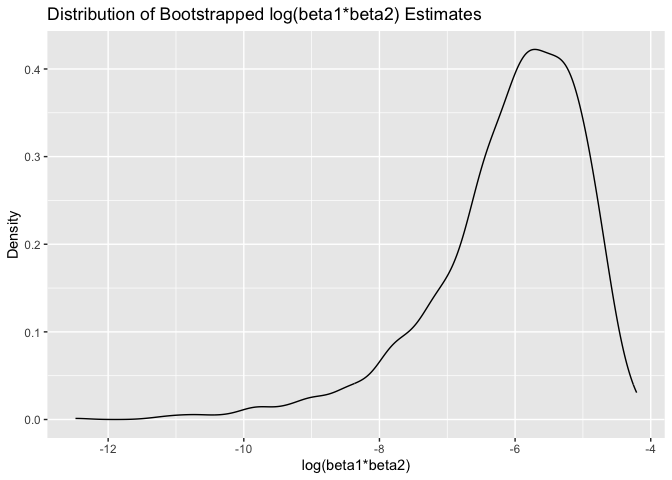 Distribution of Bootstrapped log(beta1*beta2) Estimates
Density
0.4
0.3
0.2
0.1
0.0
-12 -10 -8 -6 -4
log(beta1*beta2)